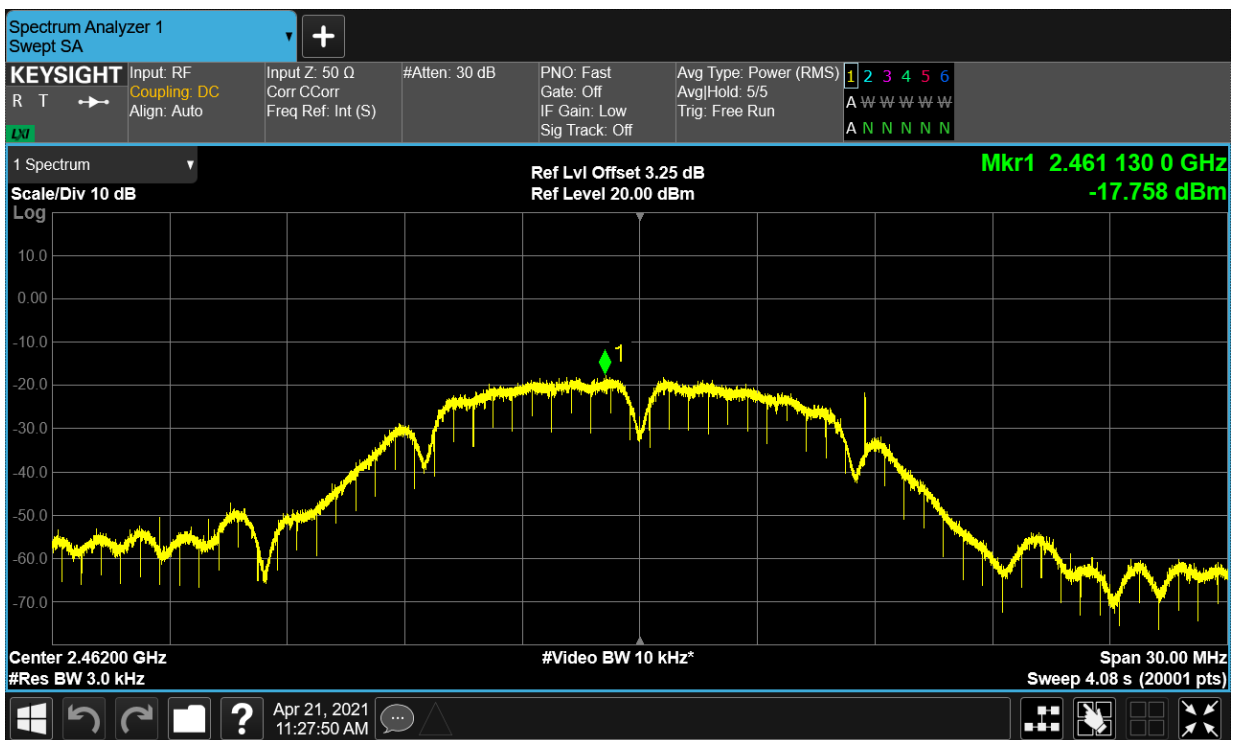 Spectrum Analyzer 1
Swept SA
KEYSIGHT
R T
LXI
Input: RF
Coupling: DC
Align: Auto
Input Z: 50 Ω
Corr CCorr
Freq Ref: Int (S)
#Atten: 30 dB
PNO: Fast
Gate: Off
IF Gain: Low
Sig Track: Off
Avg Type: Power (RMS)
Avg|Hold: 5/5
Trig: Free Run
1 2 3 4 5 6
A W W W W W
A N N N N N
1 Spectrum
Scale/Div 10 dB
Log
Ref Lvl Offset 3.25 dB
Ref Level 20.00 dBm
Mkr1 2.461 130 0 GHz
-17.758 dBm
10.0
0.00
-10.0
1
-20.0
-30.0
-40.0
-50.0
-60.0
-70.0
Center 2.46200 GHz
#Res BW 3.0 kHz
#Video BW 10 kHz*
Span 30.00 MHz
Sweep 4.08 s (20001 pts)
?
Apr 21, 2021
11:27:50 AM